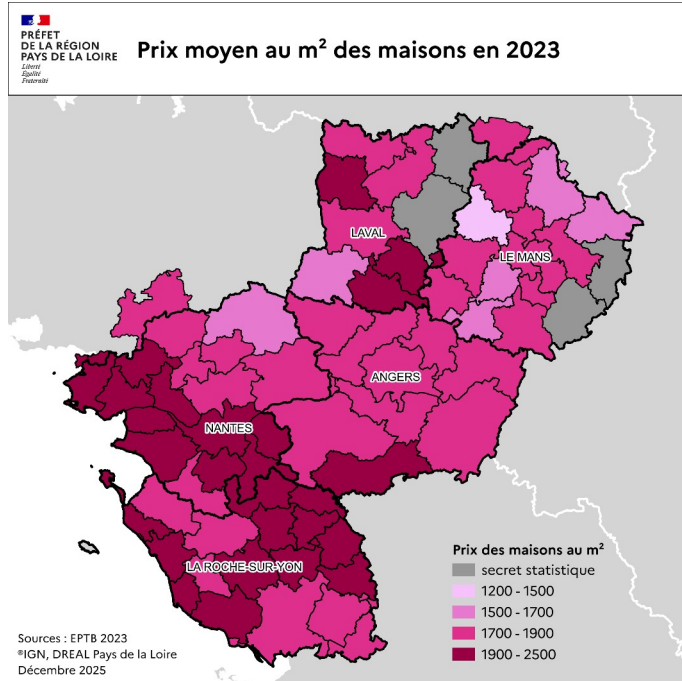 PRÉFET
DE LA RÉGION
PAYS DE LA LOIRE
Liberté
Égalité
Fraternité
Prix moyen au m² des maisons en 2023
LAVAL
LE MANS
ANGERS
NANTES
LA ROCHE-SUR-YON
Prix des maisons au m²
secret statistique
1200 - 1500
1500 - 1700
1700 - 1900
1900 - 2500
Sources : EPTB 2023
®IGN, DREAL Pays de la Loire
Décembre 2025